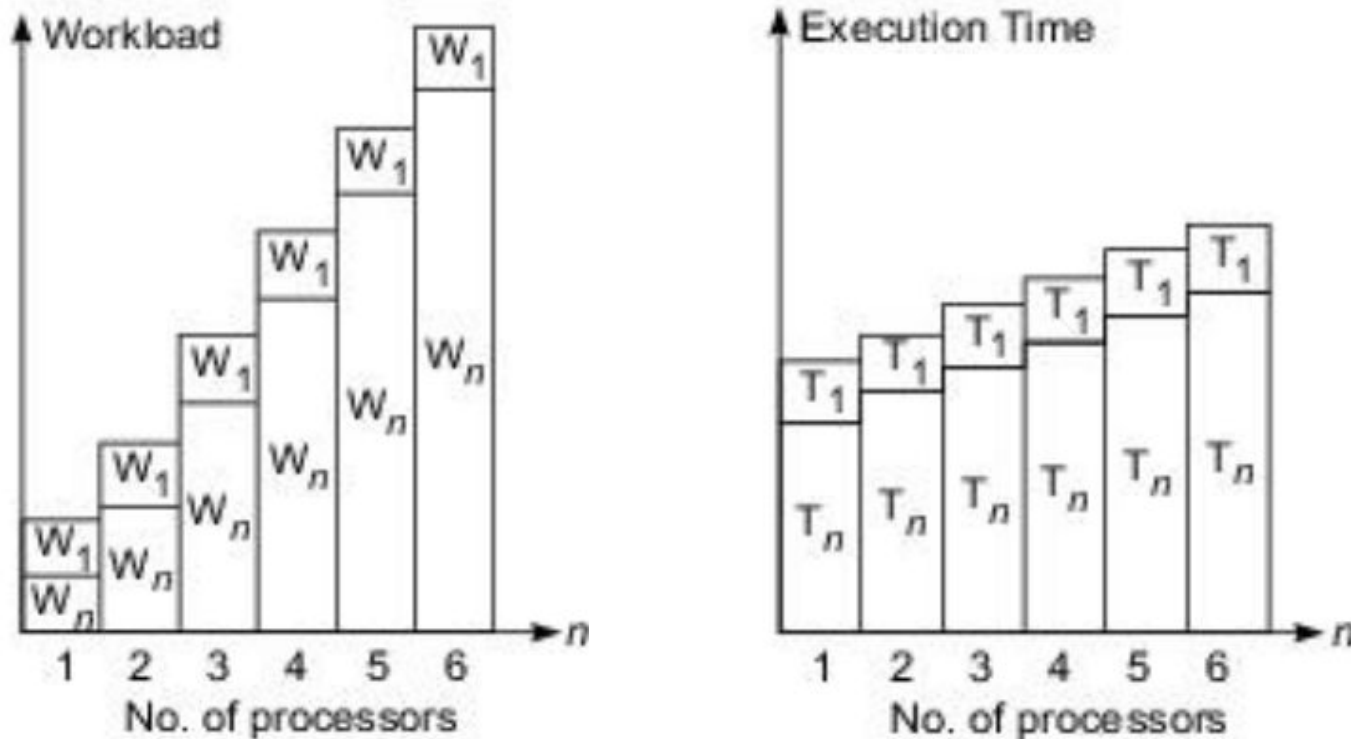 Workload
W1
W1
W1
W1
W1
W1
Wn
Wn
Wn
Wn
Wn
Wn
n
1 2 3 4 5 6
No. of processors
Execution Time
T1
T1
T1
T1
T1
T1
Tn
Tn
Tn
Tn
Tn
Tn
n
1 2 3 4 5 6
No. of processors